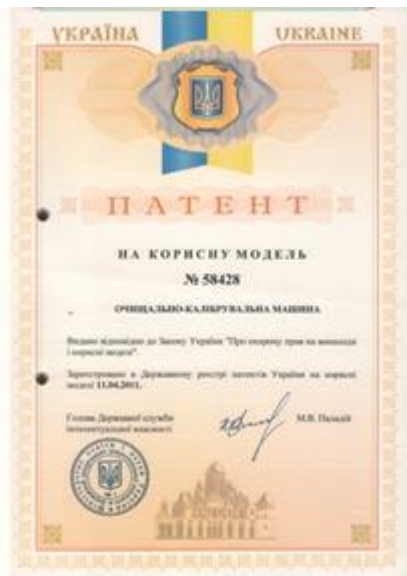 УКРАЇНА
UKRAINE
ПАТЕНТ
НА КОРИСНУ МОДЕЛЬ
№ 58428
ОЧИЩАЛЬНО-КАЛІБРУВАЛЬНА МАШИНА
Видано відповідно до Закону України "Про охорону прав на винаходи
і корисні моделі".
Зареєстровано в Державному реєстрі патентів України на корисні
моделі 11.04.2011.
Голова Державної служби
інтелектуальної власності
М.В. Паладій